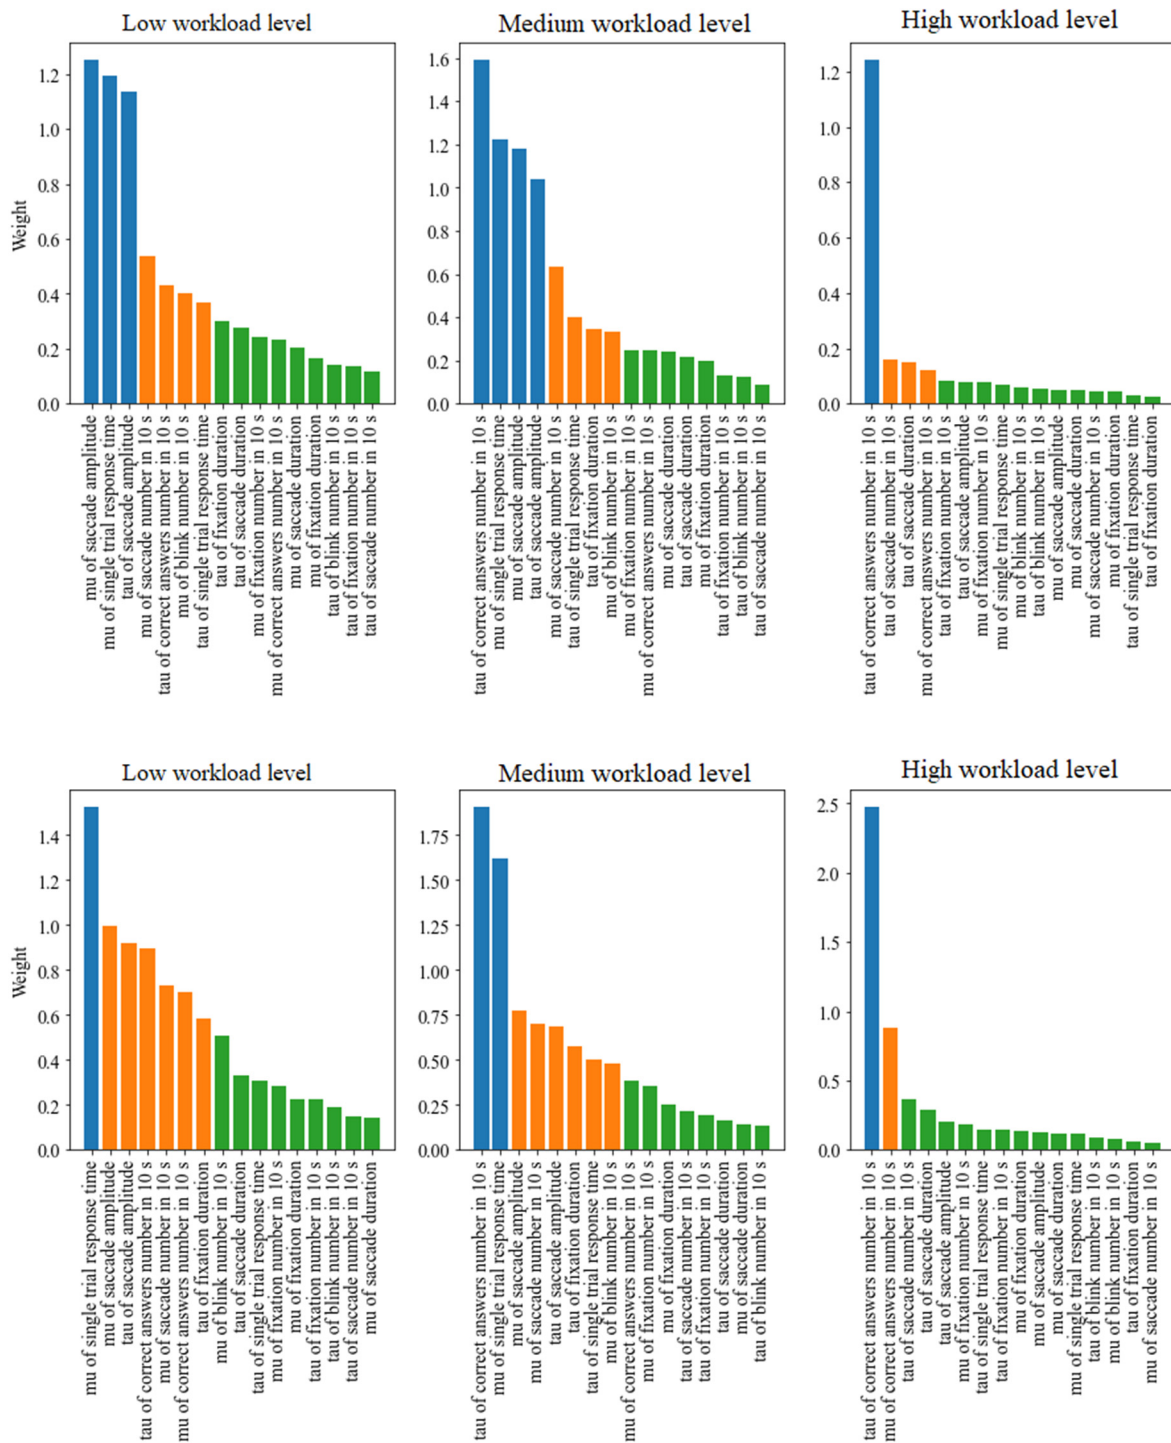 Low workload level
Weight
1.2
1.0
0.8
0.6
0.4
0.2
0.0
mu of saccade amplitude
mu of single trial response time
tau of saccade amplitude
mu of saccade number in 10 s
tau of correct answers number in 10 s
mu of blink number in 10 s
tau of single trial response time
tau of fixation duration
tau of saccade duration
mu of fixation number in 10 s
mu of correct answers number in 10 s
mu of saccade duration
mu of fixation duration
tau of blink number in 10 s
tau of fixation number in 10 s
tau of saccade number in 10 s
Medium workload level
1.6
1.4
1.2
1.0
0.8
0.6
0.4
0.2
0.0
tau of correct answers number in 10 s
mu of single trial response time
mu of saccade amplitude
tau of saccade amplitude
mu of saccade number in 10 s
tau of single trial response time
tau of fixation duration
mu of blink number in 10 s
mu of fixation number in 10 s
mu of correct answers number in 10 s
mu of saccade duration
tau of saccade duration
mu of fixation duration
tau of fixation number in 10 s
tau of blink number in 10 s
tau of saccade number in 10 s
High workload level
1.2
1.0
0.8
0.6
0.4
0.2
0.0
tau of correct answers number in 10 s
tau of saccade number in 10 s
tau of saccade duration
mu of correct answers number in 10 s
tau of fixation number in 10 s
tau of saccade amplitude
mu of fixation number in 10 s
mu of single trial response time
mu of blink number in 10 s
tau of blink number in 10 s
mu of saccade amplitude
mu of saccade duration
mu of saccade number in 10 s
mu of fixation duration
tau of single trial response time
tau of fixation duration
Low workload level
Weight
1.4
1.2
1.0
0.8
0.6
0.4
0.2
0.0
mu of single trial response time
mu of saccade amplitude
tau of saccade amplitude
tau of correct answers number in 10 s
mu of saccade number in 10 s
mu of correct answers number in 10 s
tau of fixation duration
mu of blink number in 10 s
tau of saccade duration
tau of single trial response time
mu of fixation number in 10 s
mu of fixation duration
tau of fixation number in 10 s
tau of blink number in 10 s
tau of saccade number in 10 s
mu of saccade duration
Medium workload level
1.75
1.50
1.25
1.00
0.75
0.50
0.25
0.00
tau of correct answers number in 10 s
mu of single trial response time
mu of saccade amplitude
mu of saccade number in 10 s
tau of saccade amplitude
tau of fixation duration
tau of single trial response time
mu of blink number in 10 s
mu of correct answers number in 10 s
mu of fixation number in 10 s
mu of fixation duration
tau of saccade number in 10 s
tau of fixation number in 10 s
tau of saccade duration
mu of saccade duration
tau of blink number in 10 s
High workload level
2.5
2.0
1.5
1.0
0.5
0.0
tau of correct answers number in 10 s
mu of correct answers number in 10 s
tau of saccade number in 10 s
tau of saccade duration
tau of saccade amplitude
mu of fixation number in 10 s
tau of single trial response time
tau of fixation number in 10 s
mu of fixation duration
mu of saccade amplitude
mu of saccade duration
mu of single trial response time
tau of blink number in 10 s
mu of blink number in 10 s
tau of fixation duration
mu of saccade number in 10 s